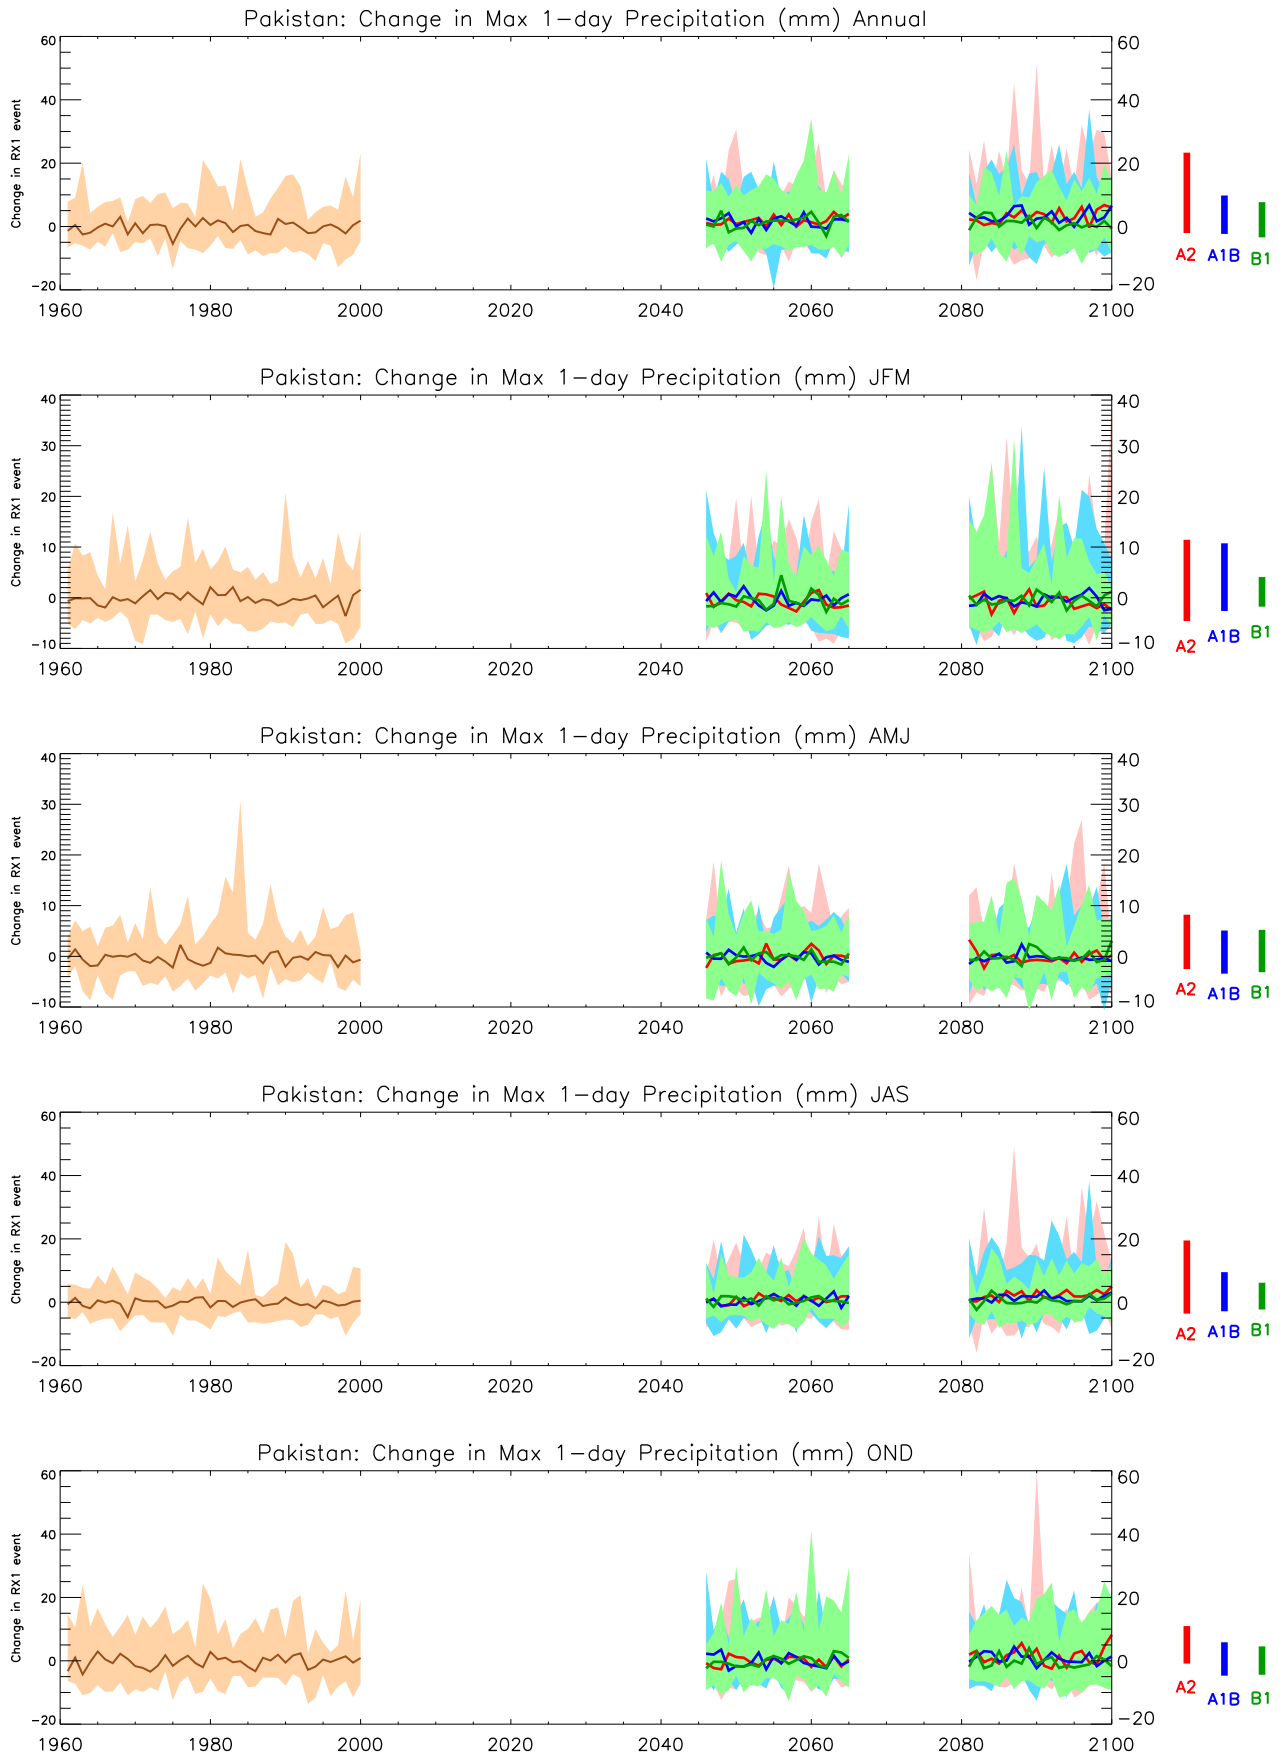 Pakistan: Change in Max 1-day Precipitation (mm) Annual
60 60
40 40
20 20
0 0
-20 -20
Change in RX1 event
1960 1980 2000 2020 2040 2060 2080 2100
A2 A1B B1
Pakistan: Change in Max 1-day Precipitation (mm) JFM
40 40
30 30
20 20
10 10
0 0
-10 -10
Change in RX1 event
1960 1980 2000 2020 2040 2060 2080 2100
A2 A1B B1
Pakistan: Change in Max 1-day Precipitation (mm) AMJ
40 40
30 30
20 20
10 10
0 0
-10 -10
Change in RX1 event
1960 1980 2000 2020 2040 2060 2080 2100
A2 A1B B1
Pakistan: Change in Max 1-day Precipitation (mm) JAS
60 60
40 40
20 20
0 0
-20 -20
Change in RX1 event
1960 1980 2000 2020 2040 2060 2080 2100
A2 A1B B1
Pakistan: Change in Max 1-day Precipitation (mm) OND
60 60
40 40
20 20
0 0
-20 -20
Change in RX1 event
1960 1980 2000 2020 2040 2060 2080 2100
A2 A1B B1